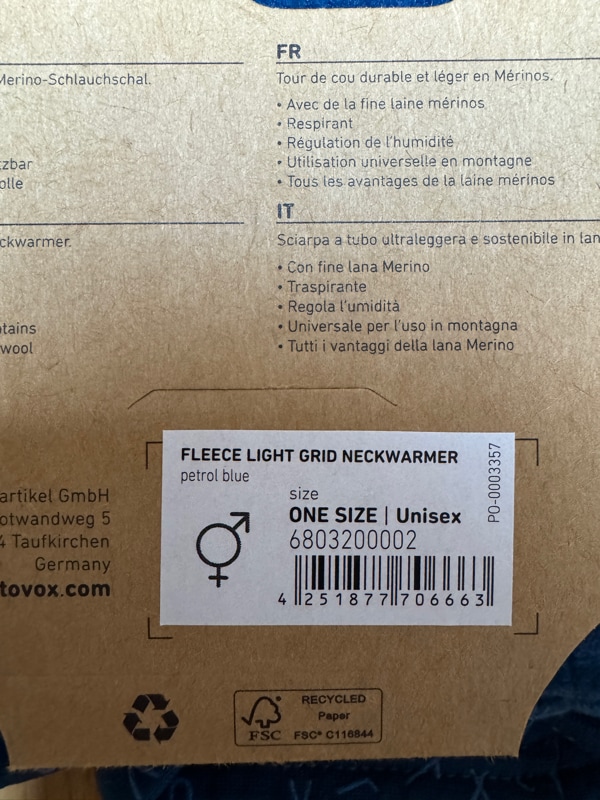 Merino-Schlauchschal.
tzbar
olle
ckwarmer.
tains
wool
FR
Tour de cou durable et léger en Mérinos.
• Avec de la fine laine mérinos
• Respirant
• Régulation de l'humidité
• Utilisation universelle en montagne
• Tous les avantages de la laine mérinos
IT
Sciarpa a tubo ultraleggera e sostenibile in lan
• Con fine lana Merino
• Traspirante
• Regola l'umidità
• Universale per l'uso in montagna
• Tutti i vantaggi della lana Merino
artikel GmbH
otwandweg 5
4 Taufkirchen
Germany
tovox.com
FLEECE LIGHT GRID NECKWARMER
petrol blue
size
ONE SIZE | Unisex
6803200002
4 251877 706663
PO-0003357
RECYCLED
Paper
FSC
FSC® C116844